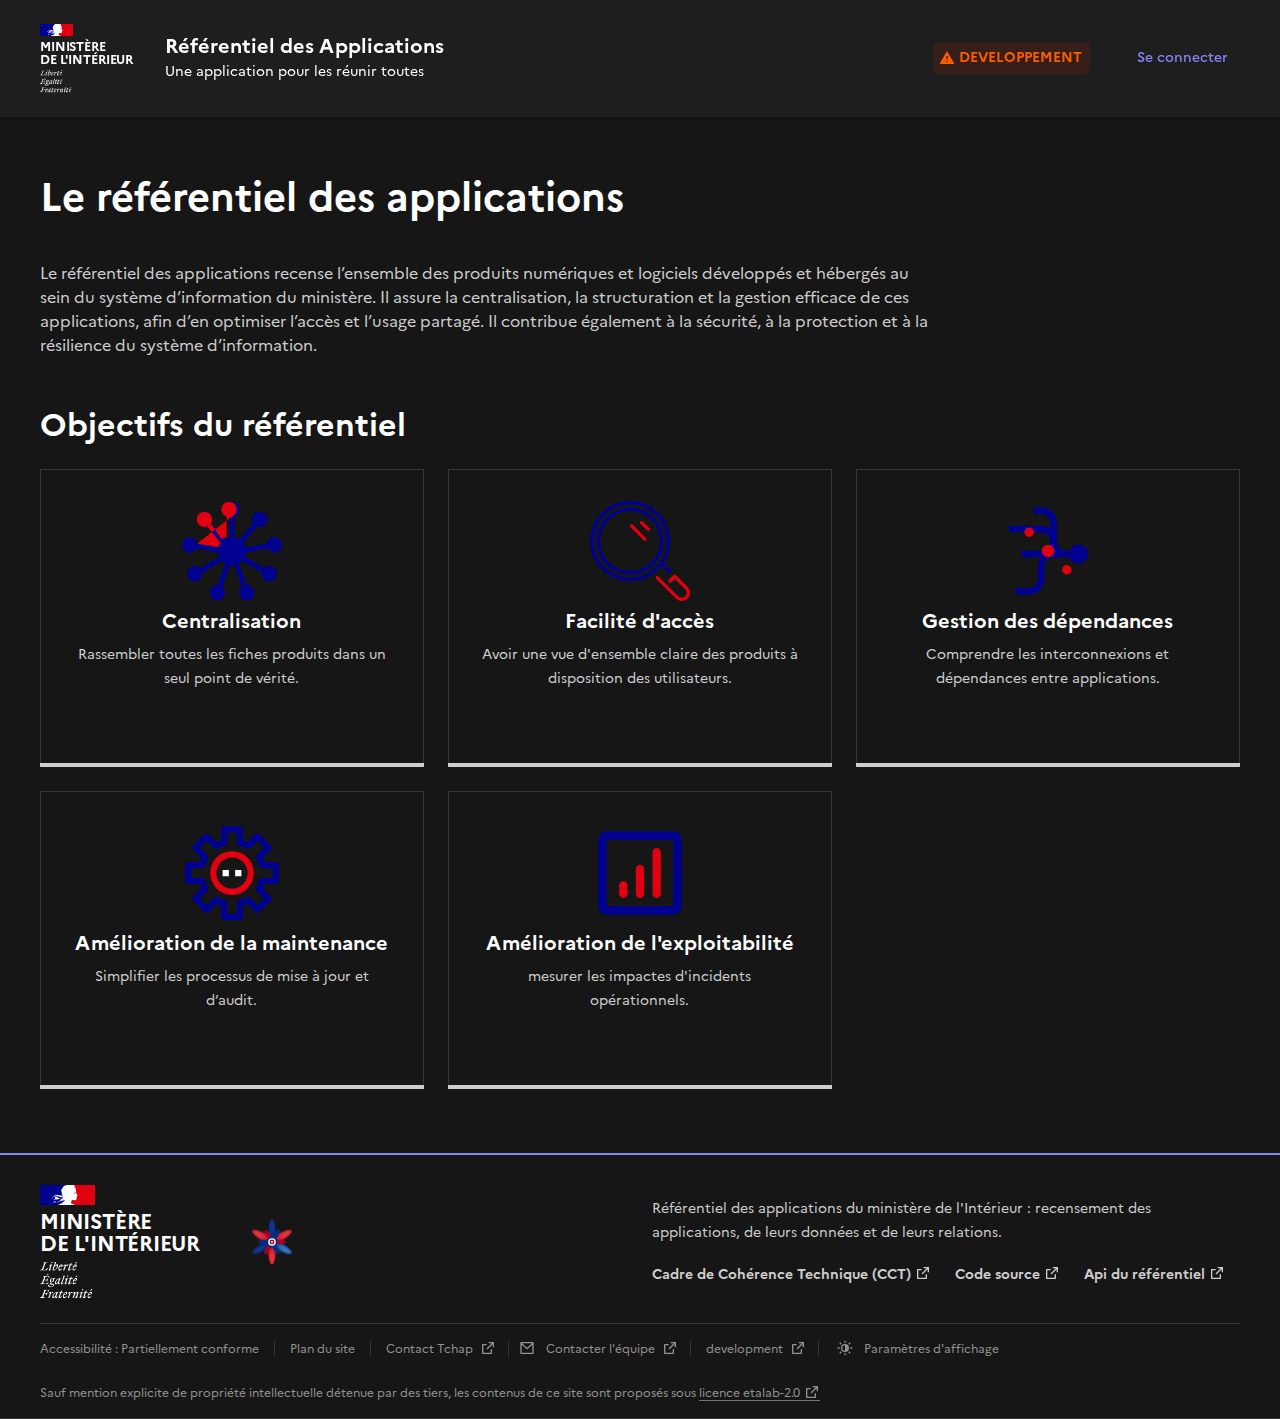 MINISTÈRE
DE L'INTÉRIEUR
Liberté
Égalité
Fraternité
Référentiel des Applications
Une application pour les réunir toutes
DEVELOPPEMENT
Se connecter
Le référentiel des applications
Le référentiel des applications recense l’ensemble des produits numériques et logiciels développés et hébergés au
sein du système d’information du ministère. Il assure la centralisation, la structuration et la gestion efficace de ces
applications, afin d’en optimiser l’accès et l’usage partagé. Il contribue également à la sécurité, à la protection et à la
résilience du système d’information.
Objectifs du référentiel
Centralisation
Rassembler toutes les fiches produits dans un
seul point de vérité.
Facilité d'accès
Avoir une vue d'ensemble claire des produits à
disposition des utilisateurs.
Gestion des dépendances
Comprendre les interconnexions et
dépendances entre applications.
Amélioration de la maintenance
Simplifier les processus de mise à jour et
d’audit.
Amélioration de l'exploitabilité
mesurer les impactes d'incidents
opérationnels.
MINISTÈRE
DE L'INTÉRIEUR
Liberté
Égalité
Fraternité
Référentiel des applications du ministère de l'Intérieur : recensement des
applications, de leurs données et de leurs relations.
Cadre de Cohérence Technique (CCT)
Code source
Api du référentiel
Accessibilité : Partiellement conforme
Plan du site
Contact Tchap
Contacter l'équipe
development
Paramètres d'affichage
Sauf mention explicite de propriété intellectuelle détenue par des tiers, les contenus de ce site sont proposés sous licence etalab-2.0